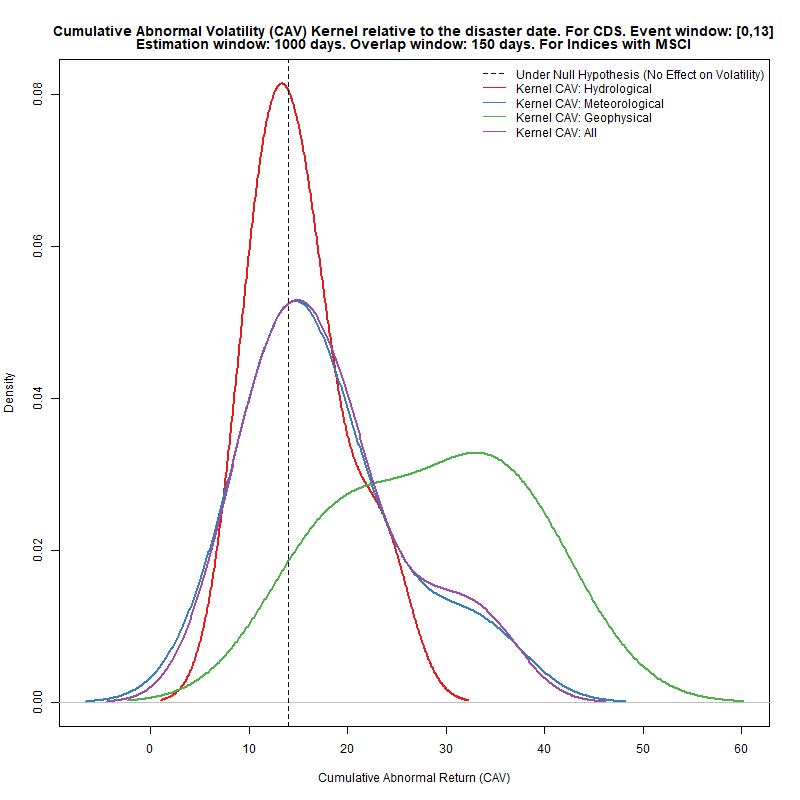 Cumulative Abnormal Volatility (CAV) Kernel relative to the disaster date. For CDS. Event window: [0,13]
Estimation window: 1000 days. Overlap window: 150 days. For Indices with MSCI
Under Null Hypothesis (No Effect on Volatility)
Kernel CAV: Hydrological
Kernel CAV: Meteorological
Kernel CAV: Geophysical
Kernel CAV: All
Density
0.08
0.06
0.04
0.02
0.00
0 10 20 30 40 50 60
Cumulative Abnormal Return (CAV)